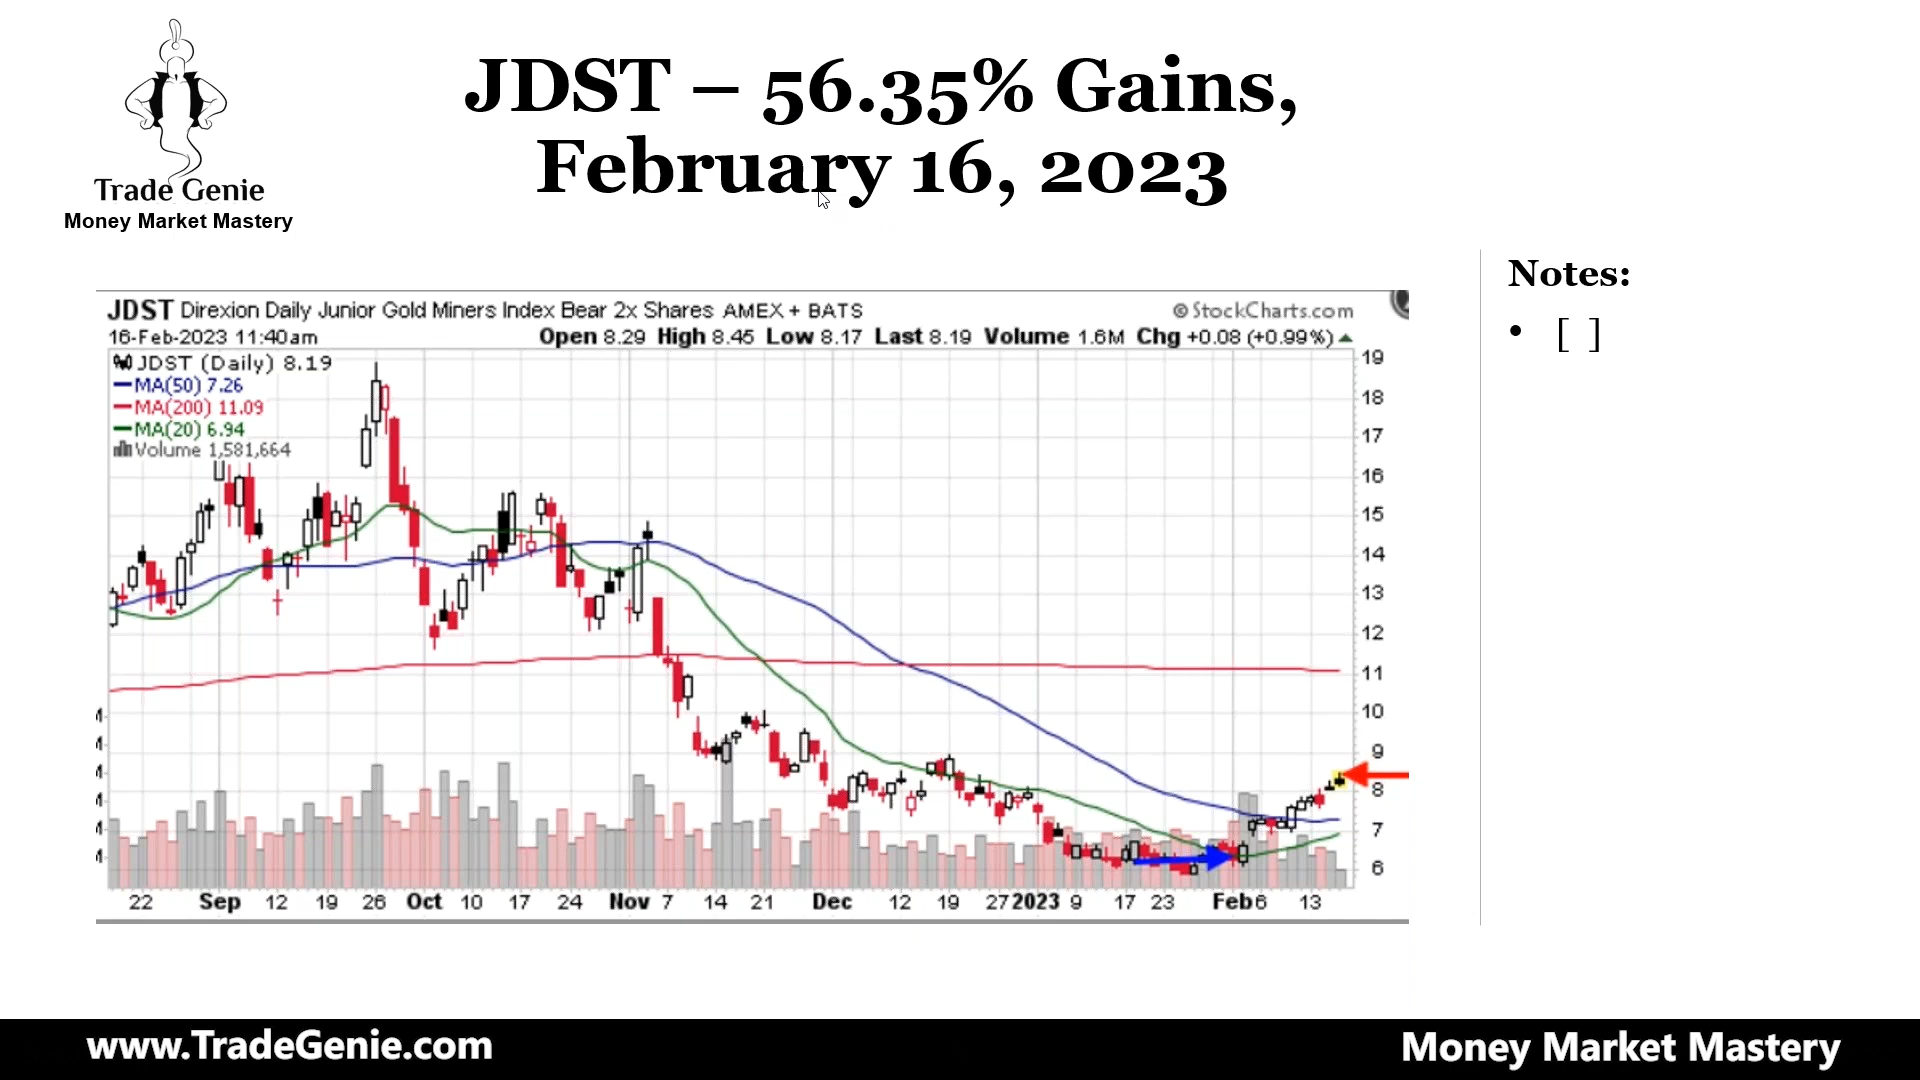 JDST – 56.35% Gains,
February 16, 2023
Trade Genie
Money Market Mastery
Notes:
• [ ]
JDST Direxion Daily Junior Gold Miners Index Bear 2x Shares AMEX + BATS
© StockCharts.com
16-Feb-2023 11:40am
Open 8.29 High 8.45 Low 8.17 Last 8.19 Volume 1.6M Chg +0.08 (+0.99%)
JDST (Daily) 8.19
MA(50) 7.26
MA(200) 11.09
MA(20) 6.94
Volume 1,581,664
19
18
17
16
15
14
13
12
11
10
9
8
7
6
22 Sep 12 19 26 Oct 10 17 24 Nov 7 14 21 Dec 12 19 27 2023 9 17 23 Feb 6 13
www.TradeGenie.com
Money Market Mastery